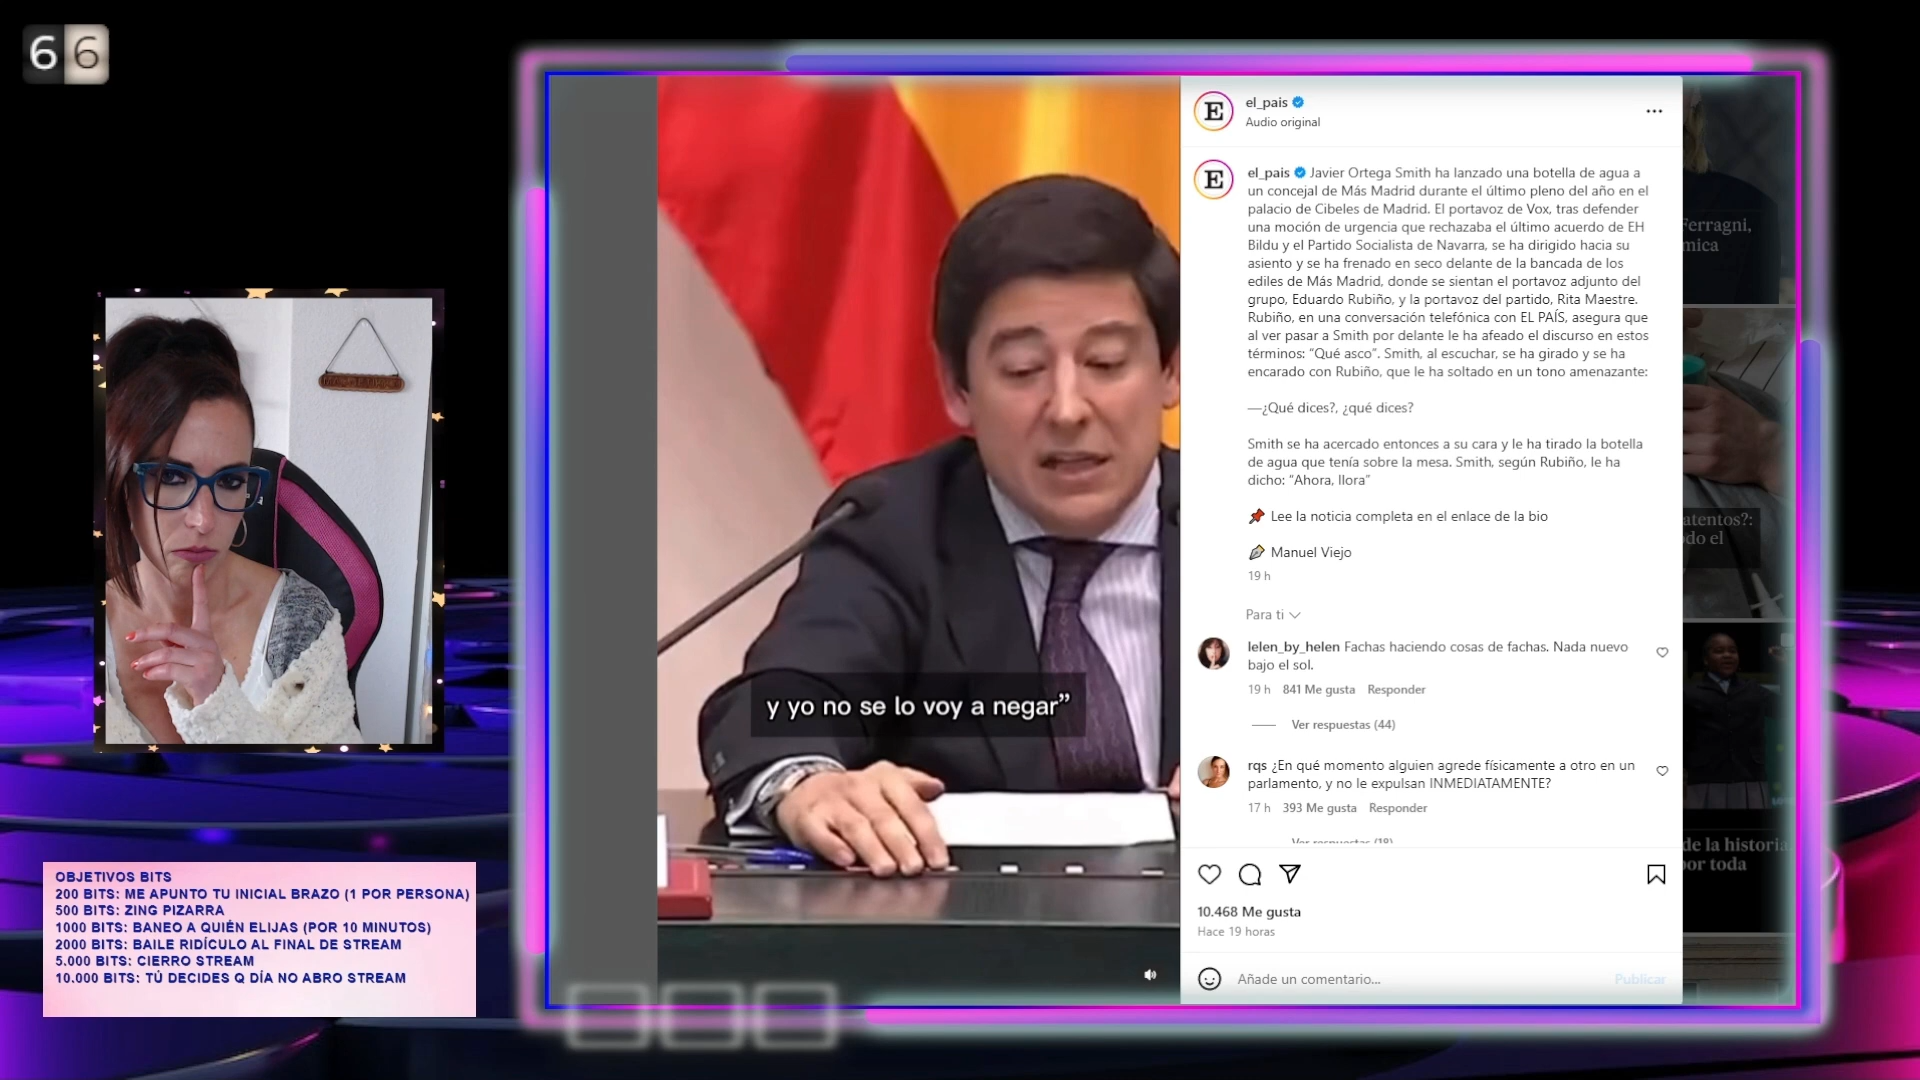 66
OBJETIVOS BITS
200 BITS: ME APUNTO TU INICIAL BRAZO (1 POR PERSONA)
500 BITS: ZING PIZARRA
1000 BITS: BANEO A QUIÉN ELIJAS (POR 10 MINUTOS)
2000 BITS: BAILE RIDÍCULO AL FINAL DE STREAM
5.000 BITS: CIERRO STREAM
10.000 BITS: TÚ DECIDES Q DÍA NO ABRO STREAM
y yo no se lo voy a negar”
E
el_pais
Audio original
E
el_pais Javier Ortega Smith ha lanzado una botella de agua a
un concejal de Más Madrid durante el último pleno del año en el
palacio de Cibeles de Madrid. El portavoz de Vox, tras defender
una moción de urgencia que rechazaba el último acuerdo de EH
Bildu y el Partido Socialista de Navarra, se ha dirigido hacia su
asiento y se ha frenado en seco delante de la bancada de los
ediles de Más Madrid, donde se sientan el portavoz adjunto del
grupo, Eduardo Rubiño, y la portavoz del partido, Rita Maestre.
Rubiño, en una conversación telefónica con EL PAÍS, asegura que
al ver pasar a Smith por delante le ha afeado el discurso en estos
términos: “Qué asco”. Smith, al escuchar, se ha girado y se ha
encarado con Rubiño, que le ha soltado en un tono amenazante:
—¿Qué dices?, ¿qué dices?
Smith se ha acercado entonces a su cara y le ha tirado la botella
de agua que tenía sobre la mesa. Smith, según Rubiño, le ha
dicho: “Ahora, llora”
📌 Lee la noticia completa en el enlace de la bio
Manuel Viejo
19 h
Para ti
lelen_by_helen Fachas haciendo cosas de fachas. Nada nuevo
bajo el sol.
19 h 841 Me gusta Responder
Ver respuestas (44)
rqs ¿En qué momento alguien agrede físicamente a otro en un
parlamento, y no le expulsan INMEDIATAMENTE?
17 h 393 Me gusta Responder
Ver respuestas (18)
10.468 Me gusta
Hace 19 horas
Añade un comentario...
Publicar
Ferragni,
mica
atentos?:
do el
de la historia
por toda